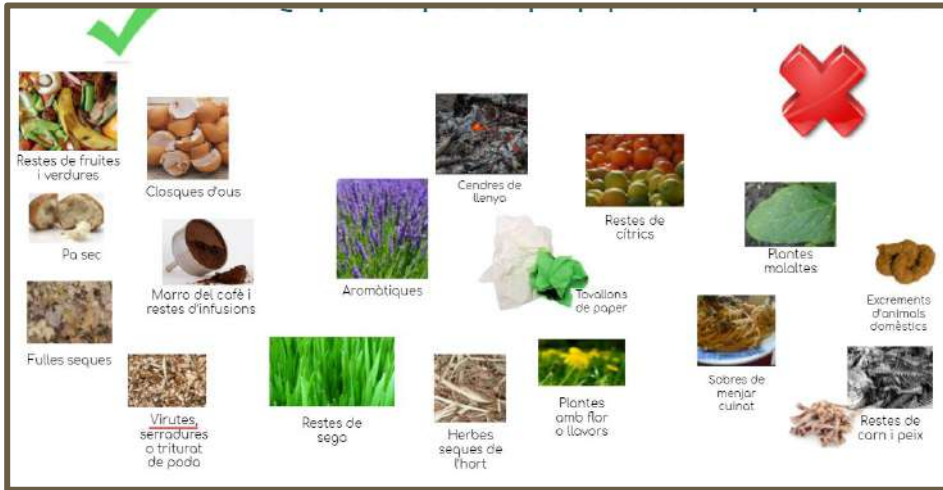 Restes de fruites
i verdures
Closques d'ous
Cendres de
llenya
Restes de
cítrics
Pa sec
Marro del cafè i
restes d'infusions
Aromàtiques
Tovallons
de paper
Plantes
malaltes
Excrements
d'animals
domèstics
Fulles seques
Virutes,
serradures
o triturat
de poda
Restes de
sega
Herbes
seques de
l'hort
Plantes
amb flor
o llavors
Sobres de
menjar
cuinat
Restes de
carn i peix